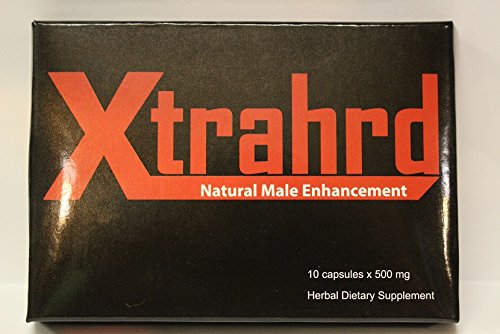 Xtrahrd
Natural Male Enhancement
10 capsules x 500 mg
Herbal Dietary Supplement